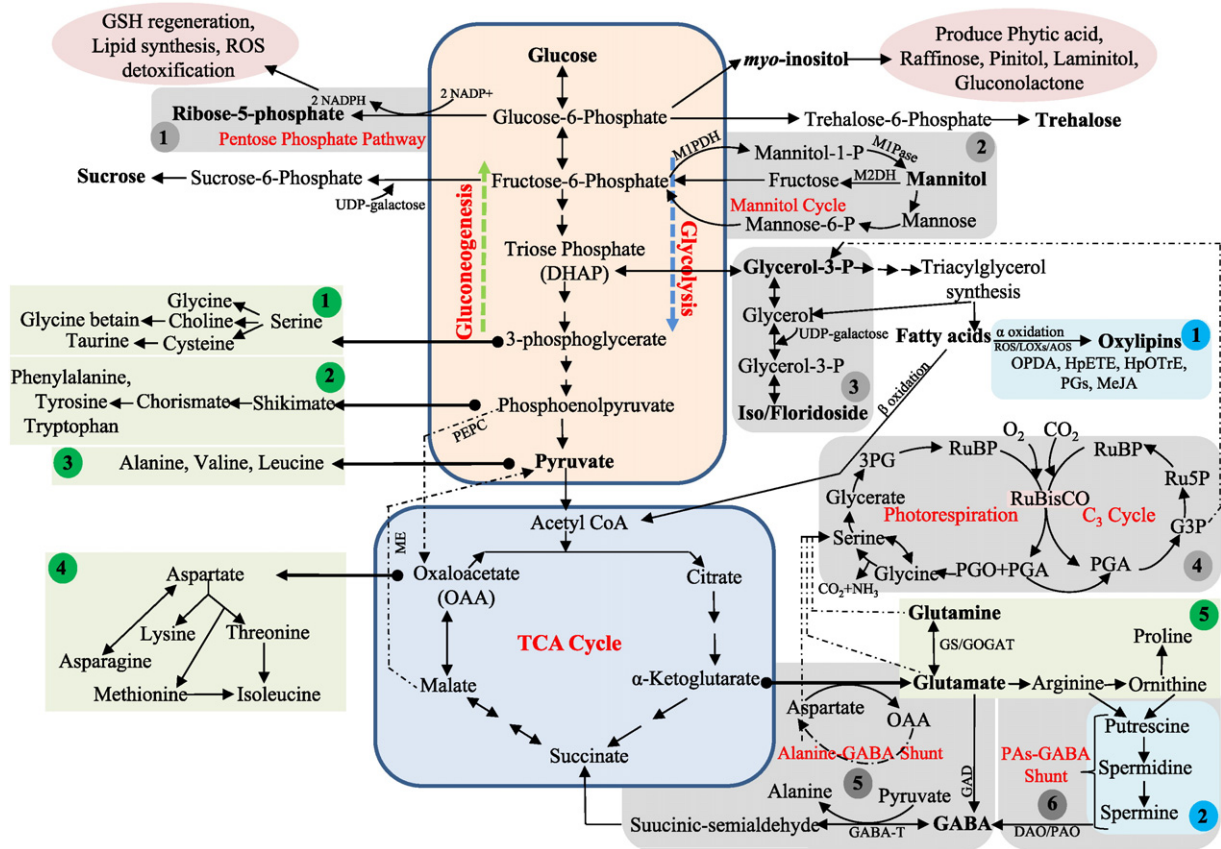 GSH regeneration,
Lipid synthesis, ROS
detoxification
Glucose
myo-inositol
Produce Phytic acid,
Raffinose, Pinitol, Laminitol,
Gluconolactone
2 NADPH
2 NADP+
Ribose-5-phosphate
Glucose-6-Phosphate
Trehalose-6-Phosphate
Trehalose
1
Pentose Phosphate Pathway
M1PDH
Mannitol-1-P
M1Pase
2
Sucrose
Sucrose-6-Phosphate
Fructose-6-Phosphate
Fructose
M2DH
Mannitol
UDP-galactose
Mannitol Cycle
Mannose-6-P
Mannose
Gluconeogenesis
Glycolysis
Triose Phosphate
(DHAP)
Glycerol-3-P
Triacylglycerol
synthesis
Glycerol
UDP-galactose
Glycerol-3-P
3
Iso/Floridoside
Fatty acids
α oxidation
ROS/LOXs/AOS
Oxylipins
1
OPDA, HpETE, HpOTrE,
PGs, MeJA
β oxidation
Glycine
1
Glycine betain
Choline
Serine
Taurine
Cysteine
3-phosphoglycerate
Phenylalanine,
2
Tyrosine
Chorismate
Shikimate
Tryptophan
Phosphoenolpyruvate
PEPC
3
Alanine, Valine, Leucine
Pyruvate
O2
CO2
3PG
RuBP
RuBP
Ru5P
Glycerate
RuBisCO
Photorespiration
C3 Cycle
G3P
Serine
Glycine
PGO+PGA
PGA
4
CO2+NH3
Acetyl CoA
ME
4
Aspartate
Oxaloacetate
(OAA)
Citrate
Lysine
Threonine
Asparagine
Methionine
Isoleucine
TCA Cycle
Malate
α-Ketoglutarate
Succinate
Glutamine
5
GS/GOGAT
Proline
Glutamate
Arginine
Ornithine
Aspartate
OAA
Alanine-GABA Shunt
5
GAD
Alanine
Pyruvate
Suucinic-semialdehyde
GABA-T
GABA
PAs-GABA
Shunt
6
DAO/PAO
Putrescine
Spermidine
Spermine
2